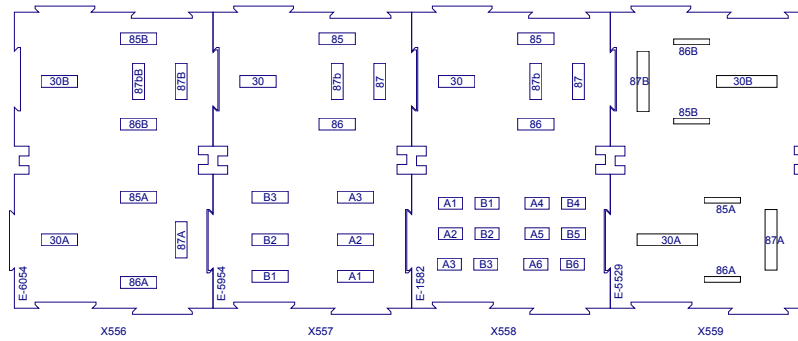 85B
30B
87bB
87B
86B
85A
30A
87A
86A
E-6054
X556
85
30
87b
87
86
B3
A3
B2
A2
B1
A1
E-5954
X557
85
30
87b
87
86
A1 B1 A4 B4
A2 B2 A5 B5
A3 B3 A6 B6
E-1582
X558
86B
87B
30B
85B
85A
30A
87A
86A
E-5529
X559